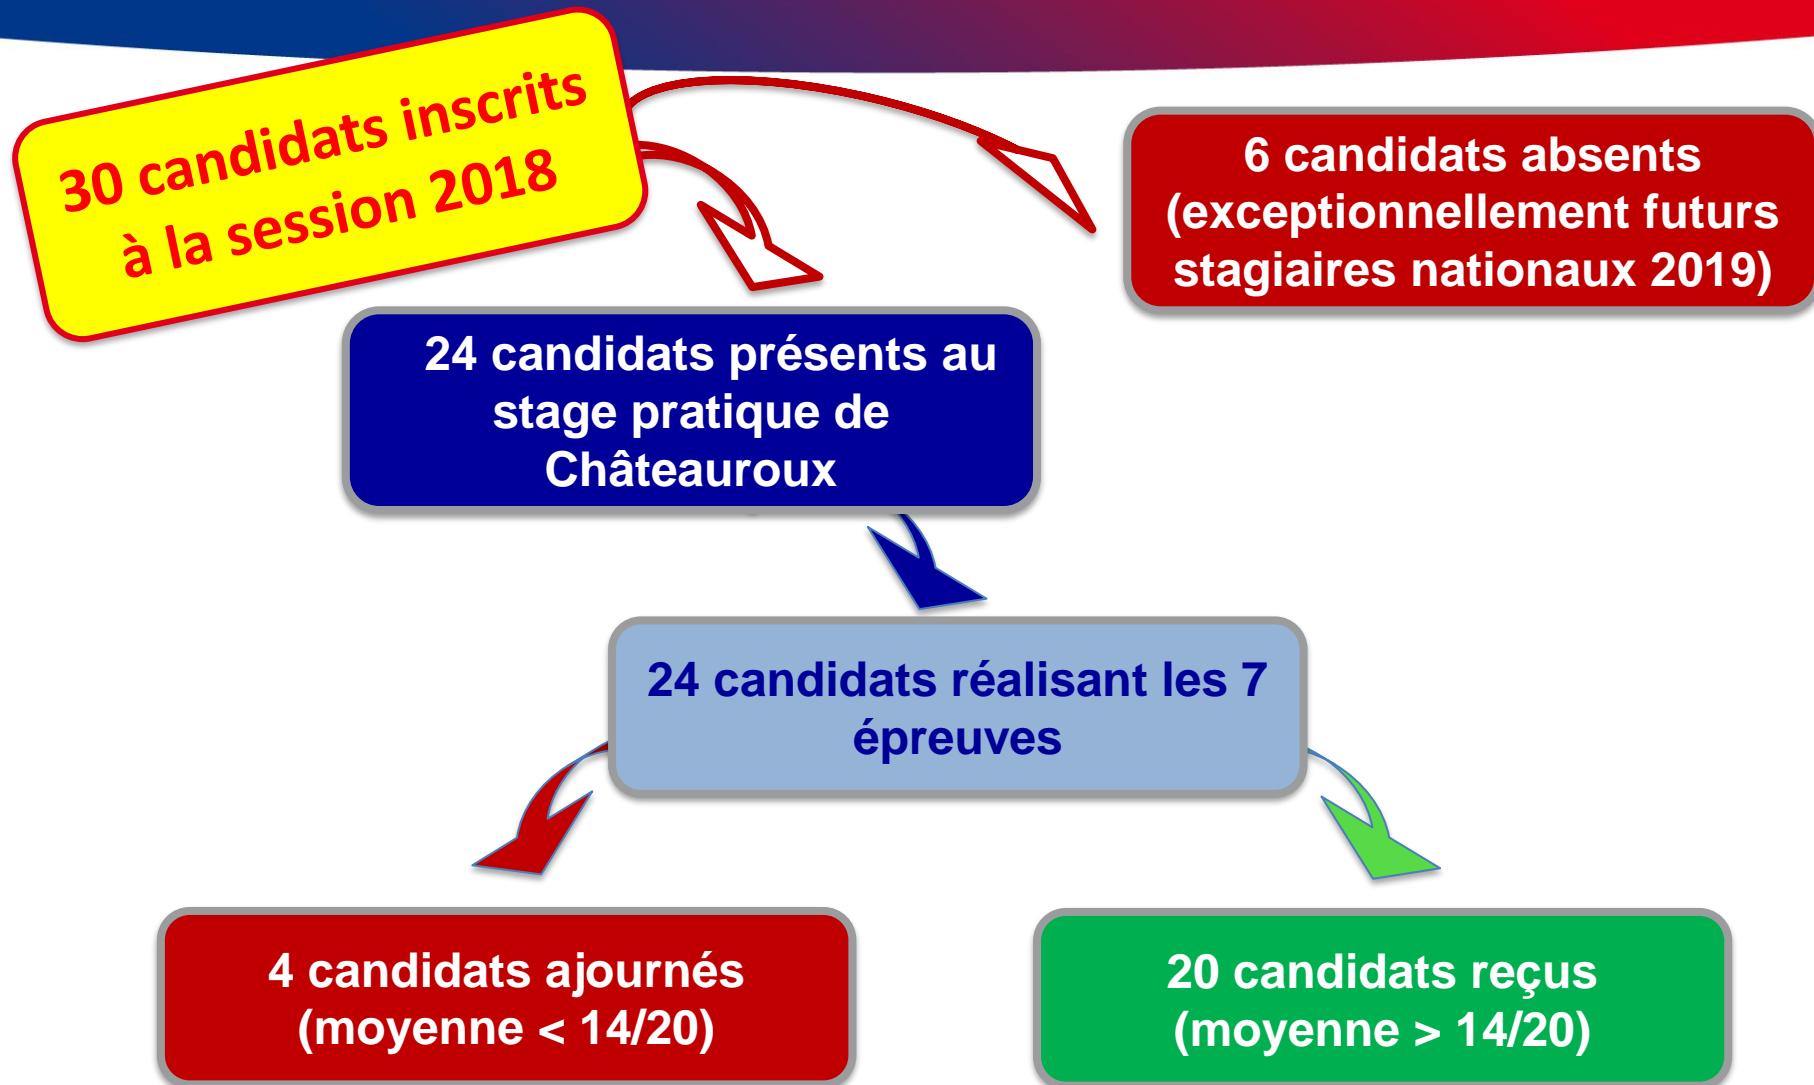 30 candidats inscrits
à la session 2018
6 candidats absents
(exceptionnellement futurs
stagiaires nationaux 2019)
24 candidats présents au
stage pratique de
Châteauroux
24 candidats réalisant les 7
épreuves
4 candidats ajournés
(moyenne < 14/20)
20 candidats reçus
(moyenne > 14/20)